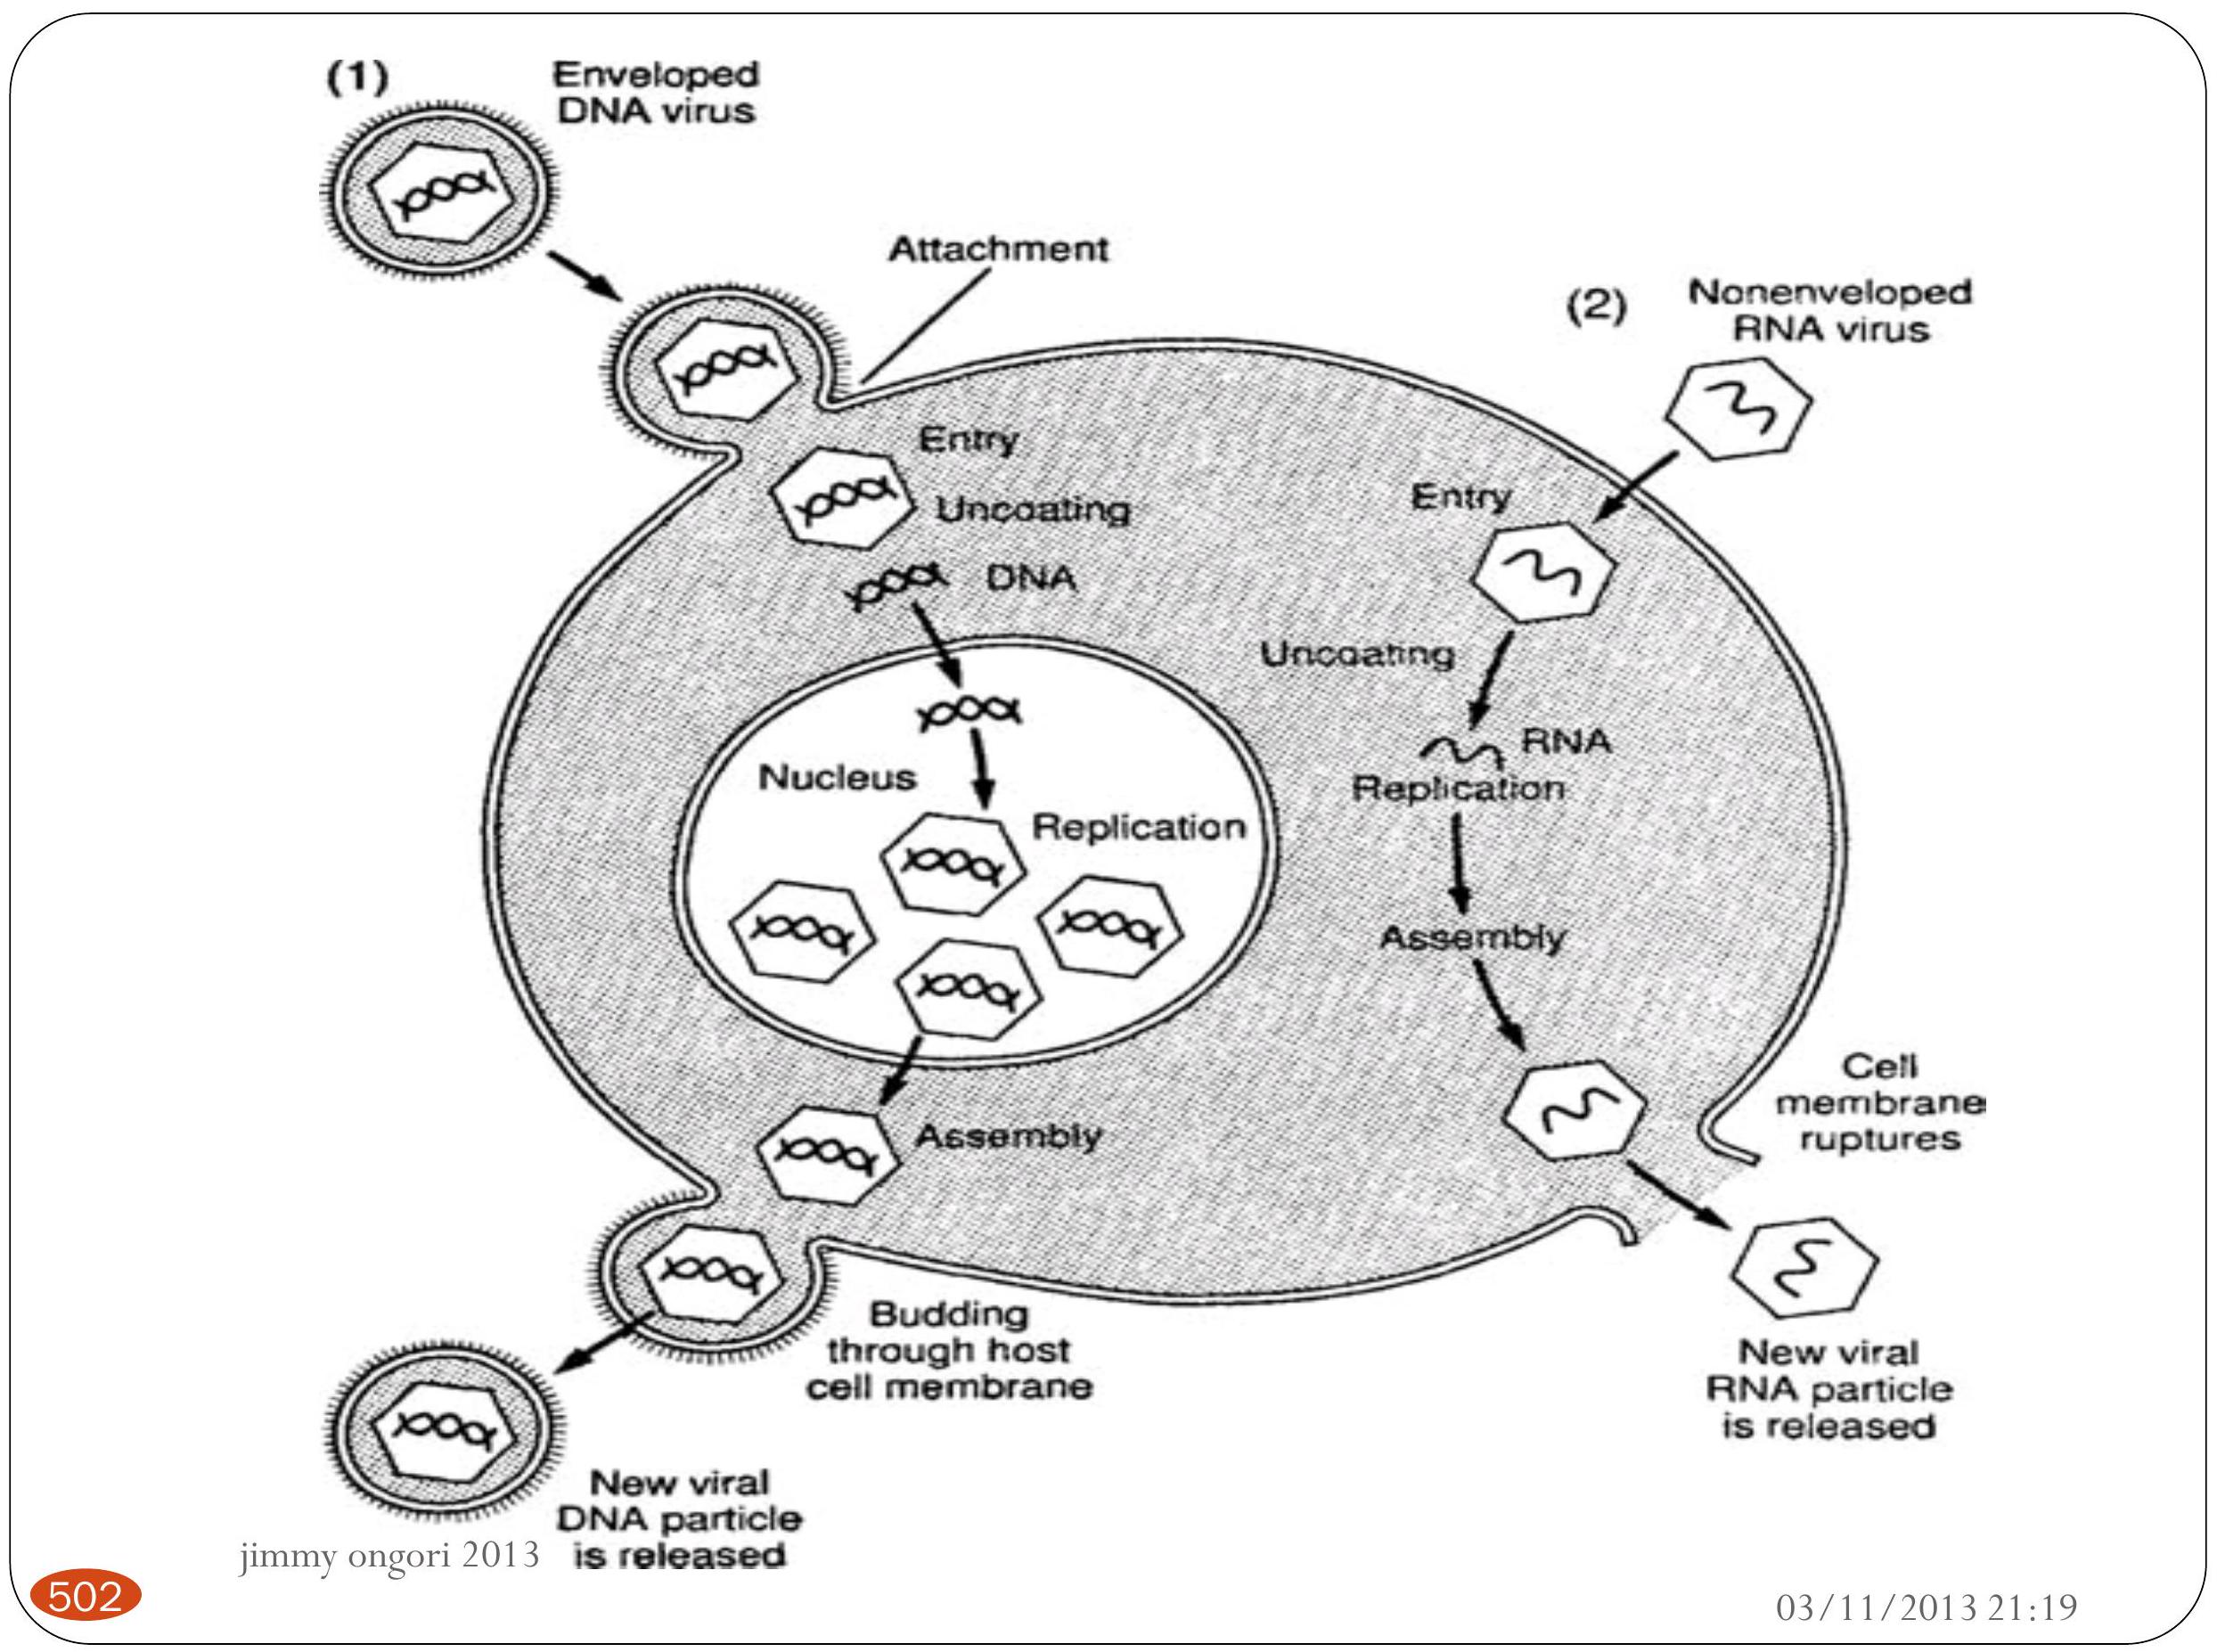 (1)
Enveloped
DNA virus
Attachment
(2)
Nonenveloped
RNA virus
Entry
Uncoating
DNA
Entry
Uncoating
RNA
Replication
Nucleus
Replication
Assembly
Assembly
Cell
membrane
ruptures
Budding
through host
cell membrane
New viral
RNA particle
is released
New viral
DNA particle
is released
jimmy ongori 2013
502
03/11/2013 21:19